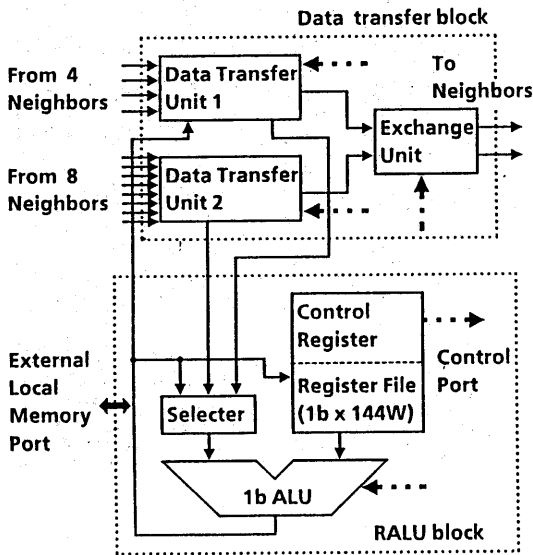 Data transfer block
From 4
Neighbors
Data Transfer
Unit 1
To
Neighbors
Exchange
Unit
From 8
Neighbors
Data Transfer
Unit 2
Control
Register
Control
Port
External
Local
Memory
Port
Register File
(1b x 144W)
Selecter
1b ALU
RALU block